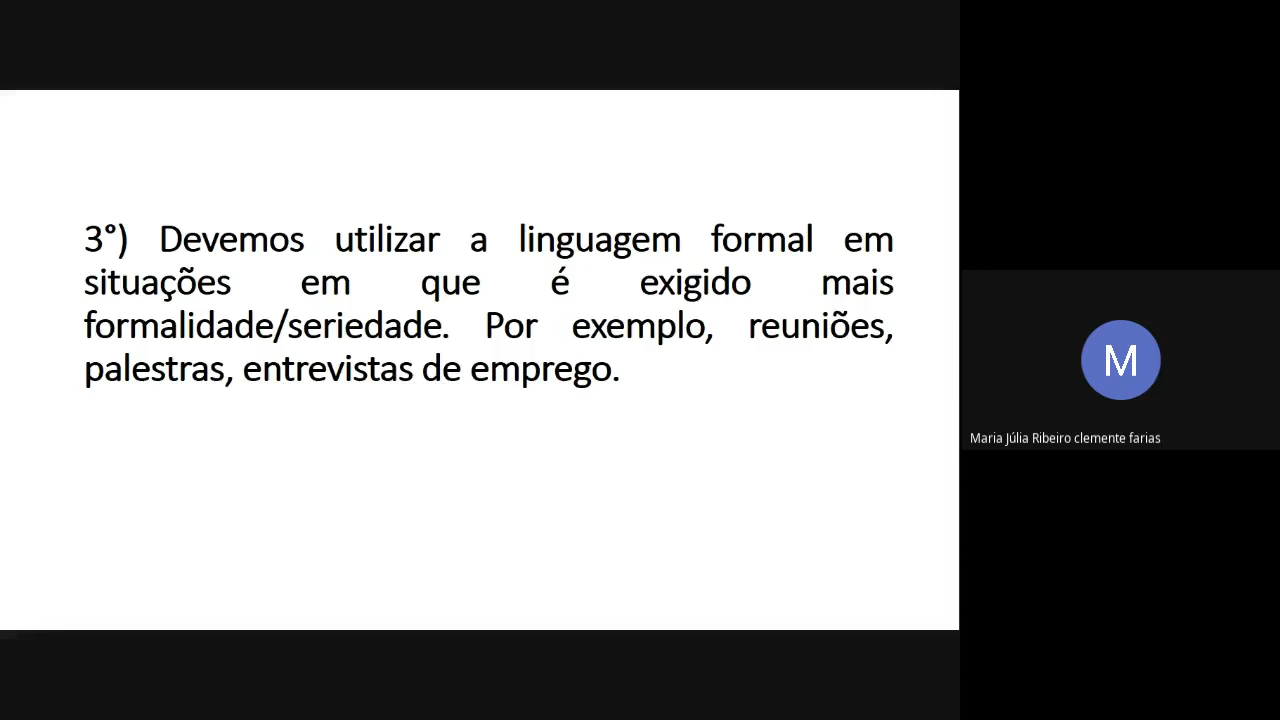 3°) Devemos utilizar a linguagem formal em
situações em que é exigido mais
formalidade/seriedade. Por exemplo, reuniões,
palestras, entrevistas de emprego.
M
Maria Júlia Ribeiro clemente farias